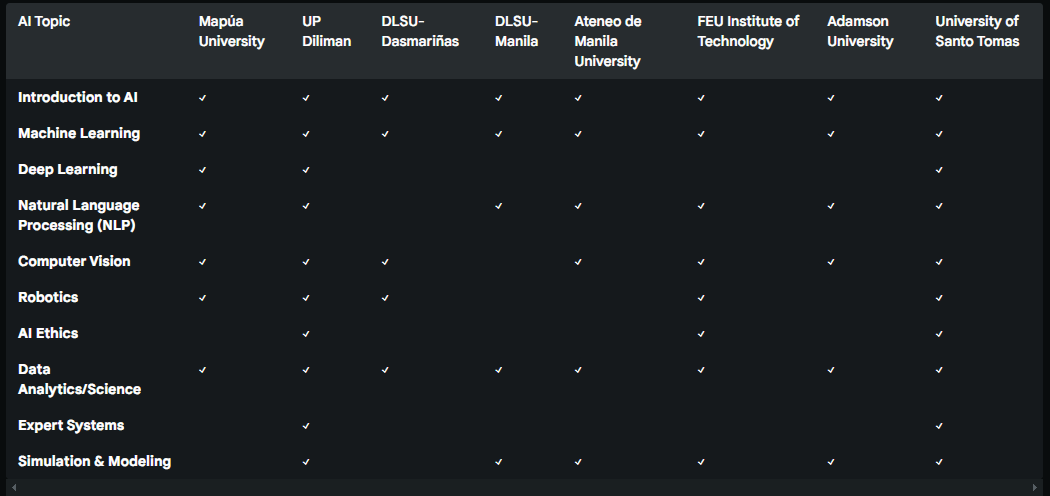 AI Topic Mapúa University UP Diliman DLSU-Dasmariñas DLSU-Manila Ateneo de Manila University FEU Institute of Technology Adamson University University of Santo Tomas
Introduction to AI ✓ ✓ ✓ ✓ ✓ ✓ ✓ ✓
Machine Learning ✓ ✓ ✓ ✓ ✓ ✓ ✓ ✓
Deep Learning ✓ ✓ ✓
Natural Language Processing (NLP) ✓ ✓ ✓ ✓ ✓ ✓ ✓
Computer Vision ✓ ✓ ✓ ✓ ✓ ✓ ✓
Robotics ✓ ✓ ✓ ✓ ✓
AI Ethics ✓ ✓ ✓
Data Analytics/Science ✓ ✓ ✓ ✓ ✓ ✓ ✓ ✓
Expert Systems ✓ ✓
Simulation & Modeling ✓ ✓ ✓ ✓ ✓ ✓